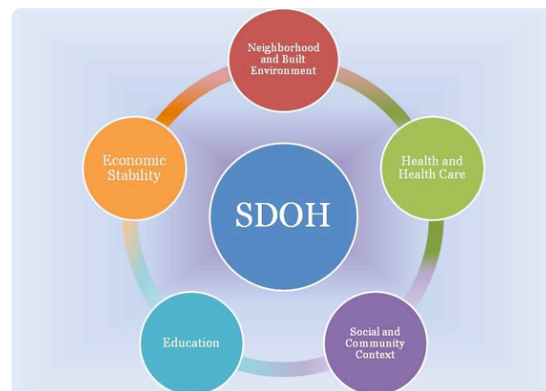 Neighborhood
and Built
Environment
Economic
Stability
Health and
Health Care
SDOH
Education
Social and
Community
Context